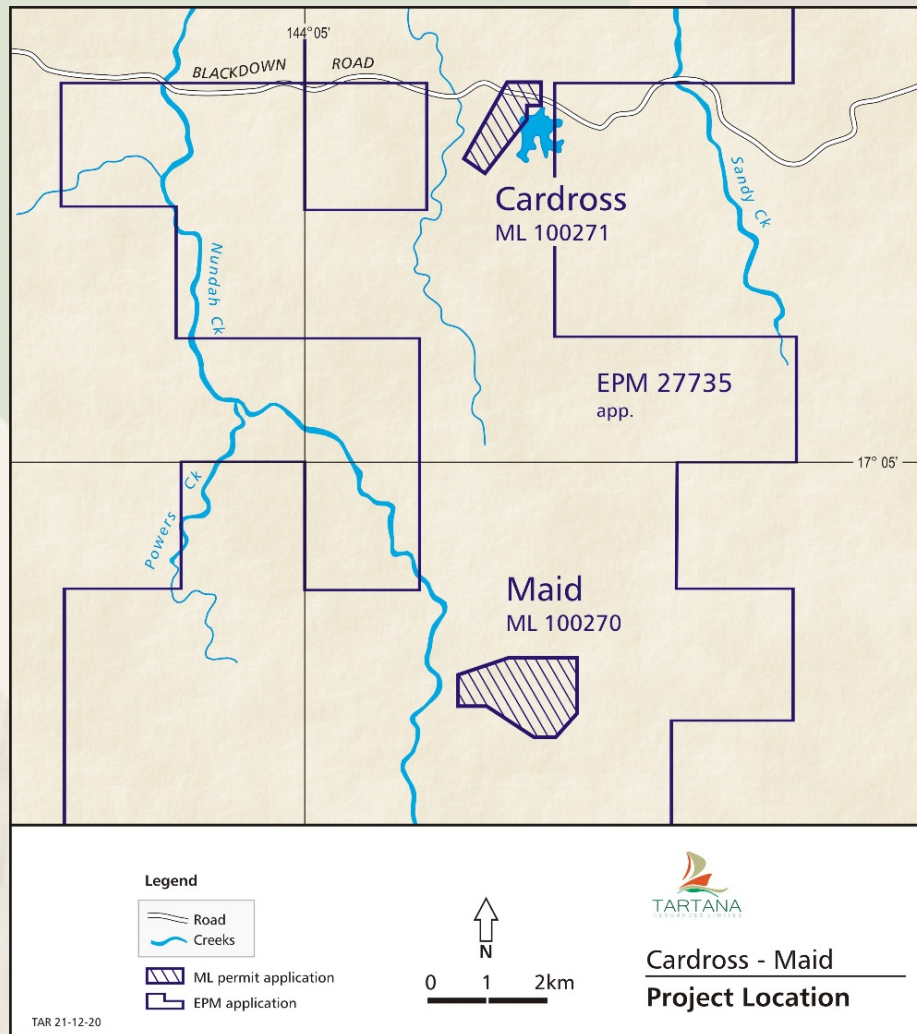 144° 05'
BLACKDOWN ROAD
Sandy Ck
Cardross
ML 100271
Nundah Ck
EPM 27735
app.
17° 05'
Powers Ck
Maid
ML 100270
Legend
Road
Creeks
ML permit application
EPM application
N
0 1 2km
TARTANA
RESOURCES LIMITED
Cardross - Maid
Project Location
TAR 21-12-20